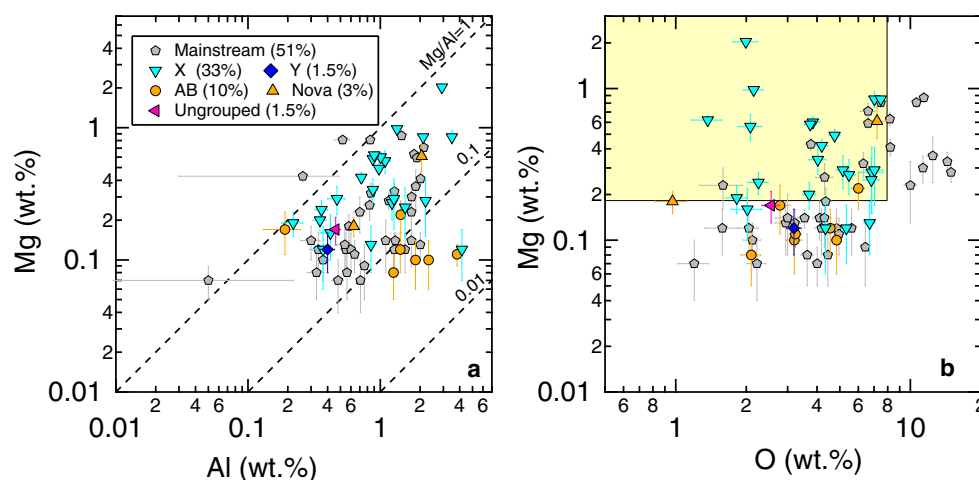 Mg (wt.%)
2
1
6
4
2
0.1
6
4
2
0.01
Mainstream (51%)
X (33%) Y (1.5%)
AB (10%) Nova (3%)
Ungrouped (1.5%)
Mg/Al=1
0.1
0.01
a
0.01 2 4 6 0.1 2 4 6 1 2 4 6
Al (wt.%)
Mg (wt.%)
2
1
6
4
2
0.1
6
4
2
0.01
b
6 8 1 2 4 6 8 10 2
O (wt.%)